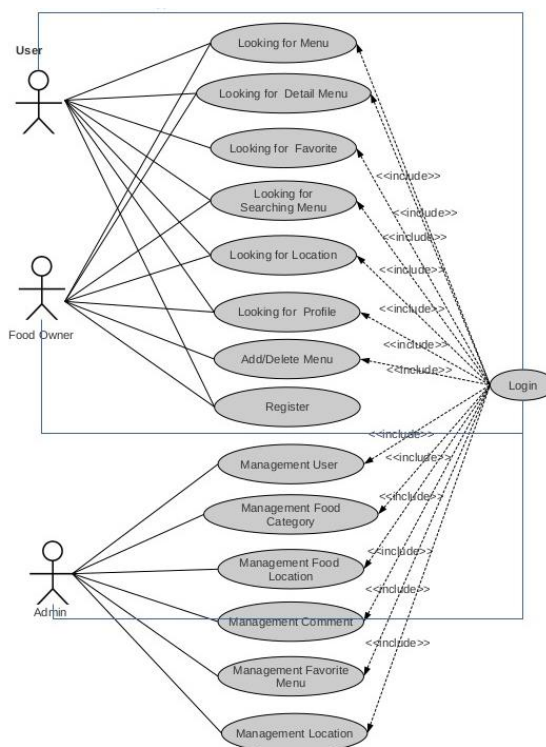 User
Looking for Menu
Looking for Detail Menu
Looking for Favorite
<<include>>
Looking for
Searching Menu
<<include>>
<<include>>
Looking for Location
<<include>>
Food Owner
Looking for Profile
<<include>>
<<include>>
Add/Delete Menu
<<include>>
Login
Register
<<include>>
Management User
<<include>>
Management Food
Category
<<include>>
Management Food
Location
<<include>>
Admin
Management Comment
<<include>>
Management Favorite
Menu
<<include>>
Management Location